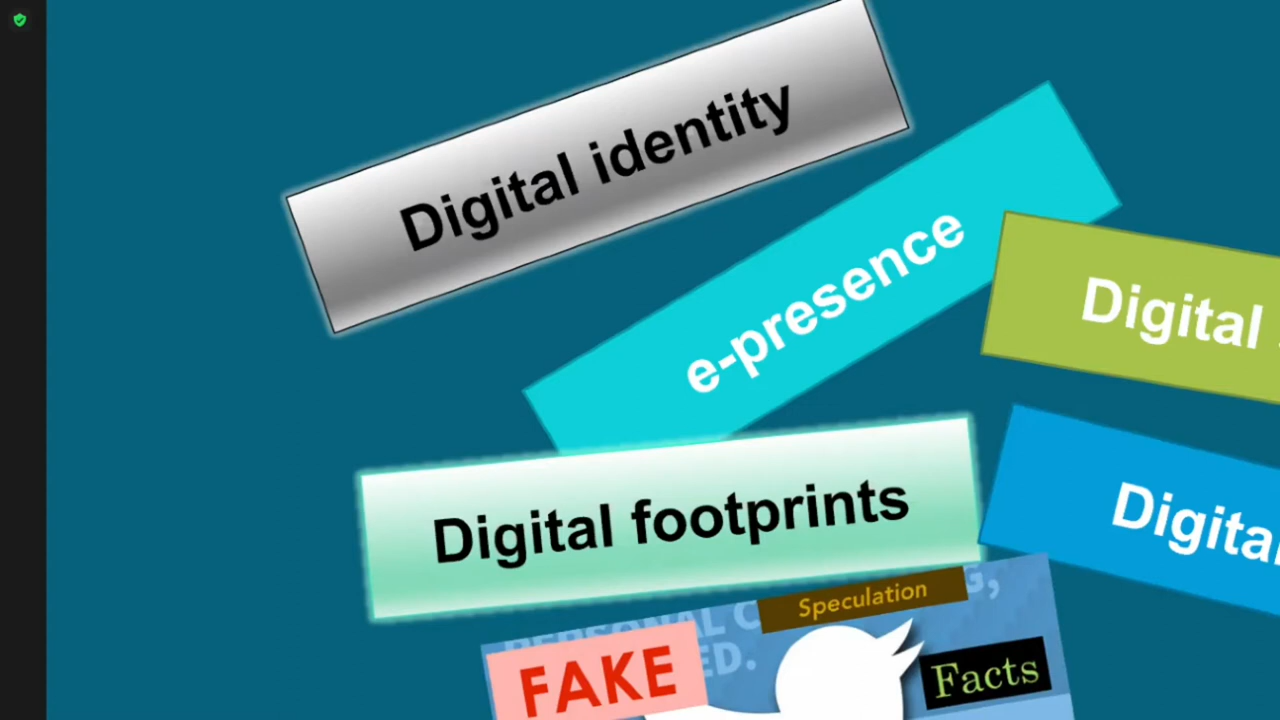 Digital identity
e-presence
Digital
Digital footprints
Digital
Speculation
FAKE
Facts